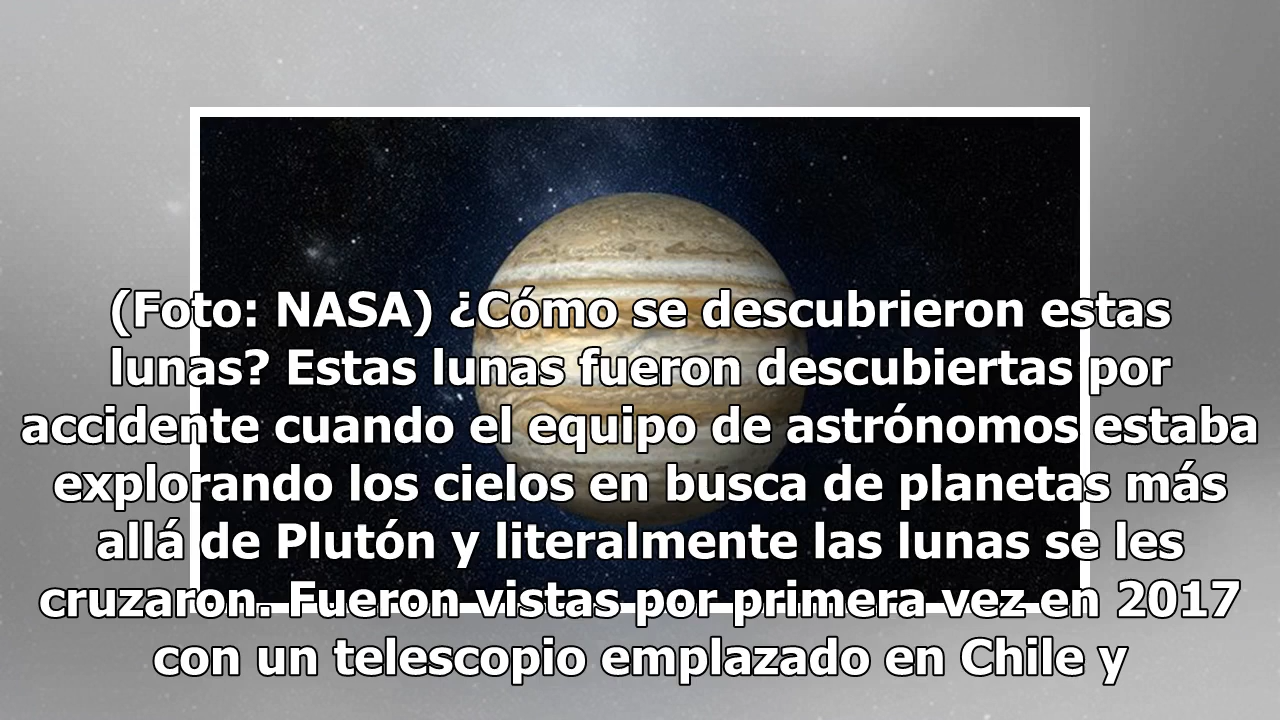 (Foto: NASA) ¿Cómo se descubrieron estas
lunas? Estas lunas fueron descubiertas por
accidente cuando el equipo de astrónomos estaba
explorando los cielos en busca de planetas más
allá de Plutón y literalmente las lunas se les
cruzaron. Fueron vistas por primera vez en 2017
con un telescopio emplazado en Chile y